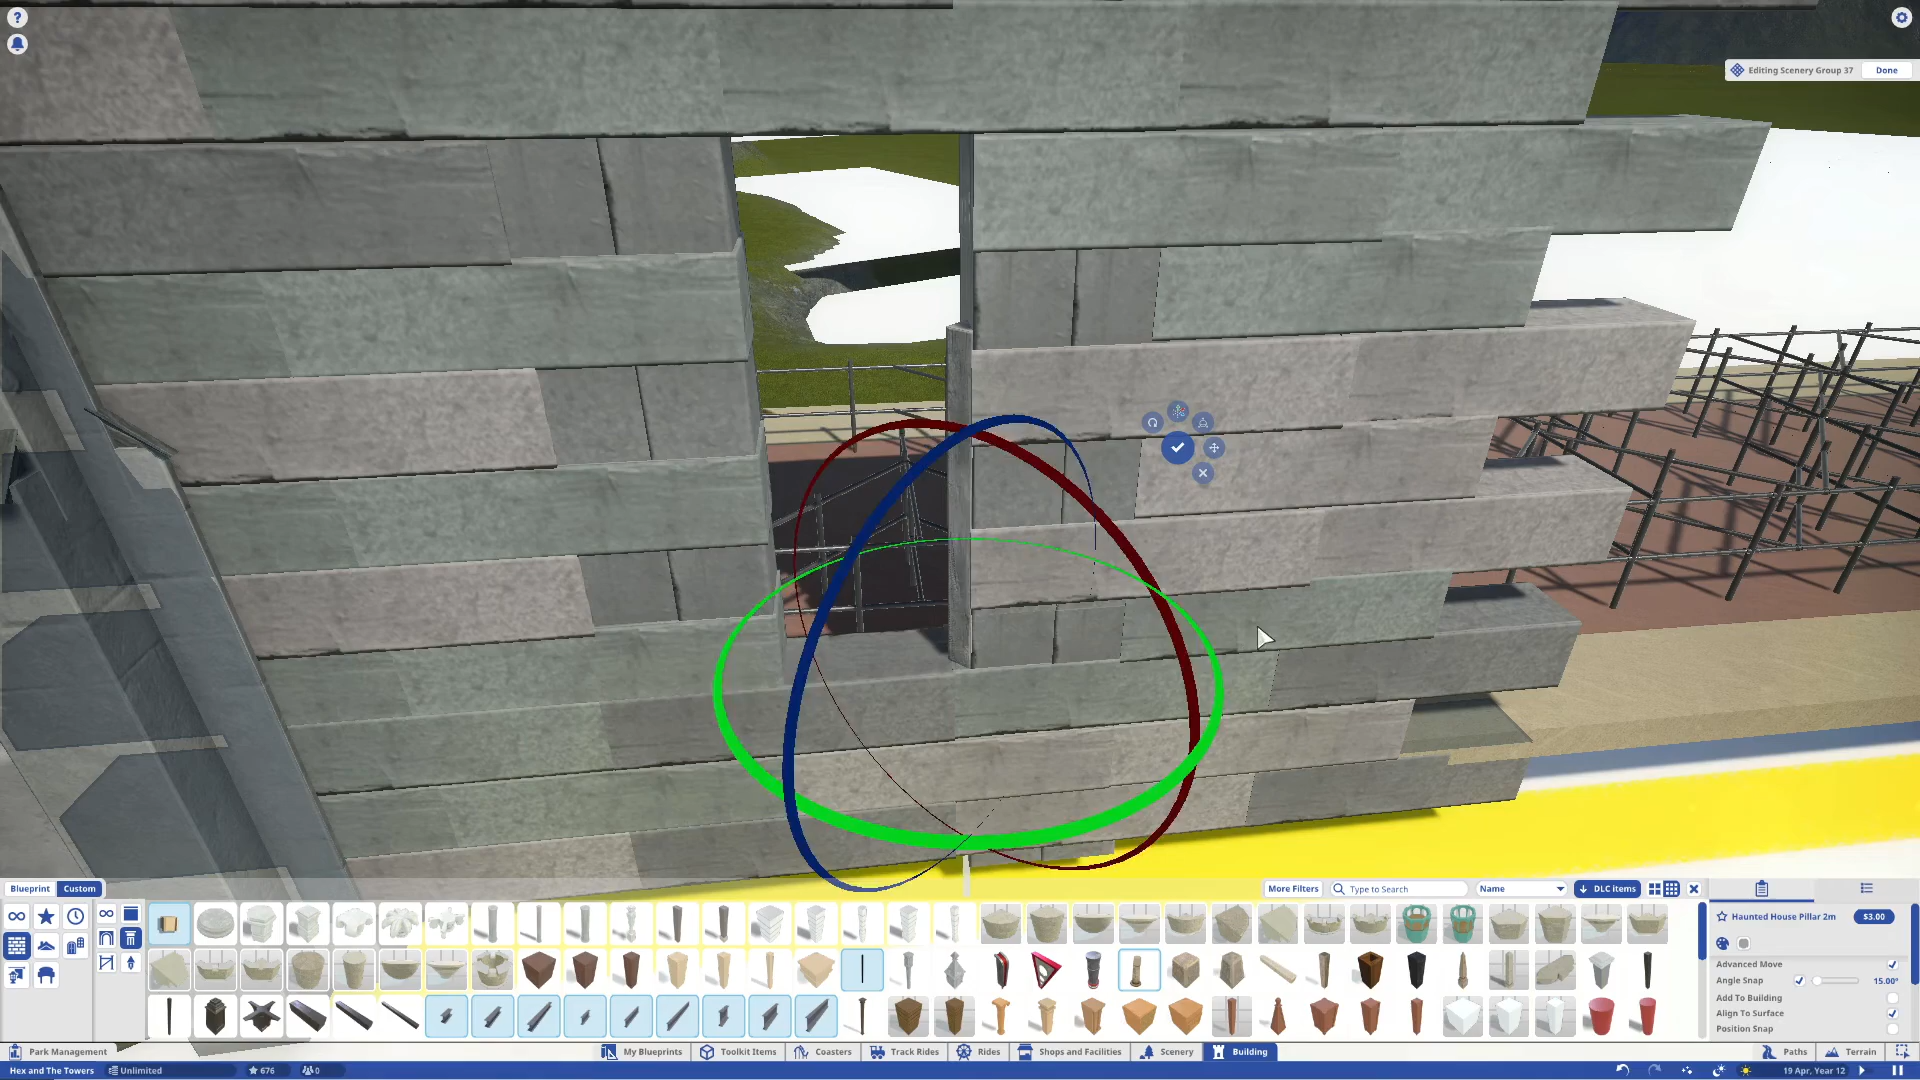 ?
Editing Scenery Group 37
Done
Blueprint
Custom
More Filters
Type to Search
Name
DLC items
Haunted House Pillar 2m
$3.00
Advanced Move
Angle Snap
15.00°
Add To Building
Align To Surface
Position Snap
Park Management
My Blueprints
Toolkit Items
Coasters
Track Rides
Rides
Shops and Facilities
Scenery
Building
Paths
Terrain
Hex and The Towers
Unlimited
676
0
19 Apr, Year 12